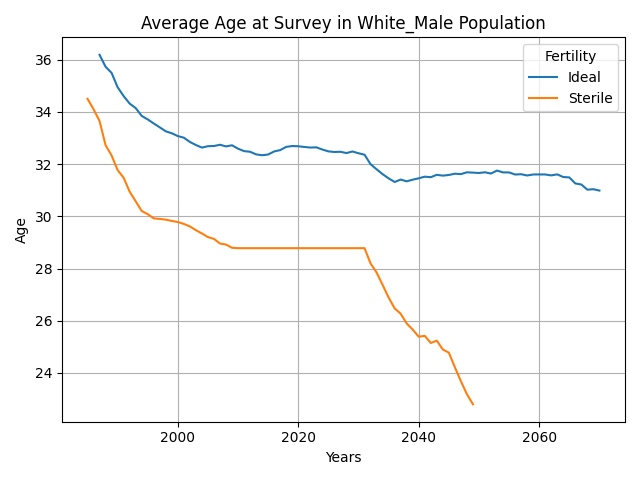 Average Age at Survey in White_Male Population
Fertility
Ideal
Sterile
36
34
32
30
28
26
24
Age
2000
2020
2040
2060
Years